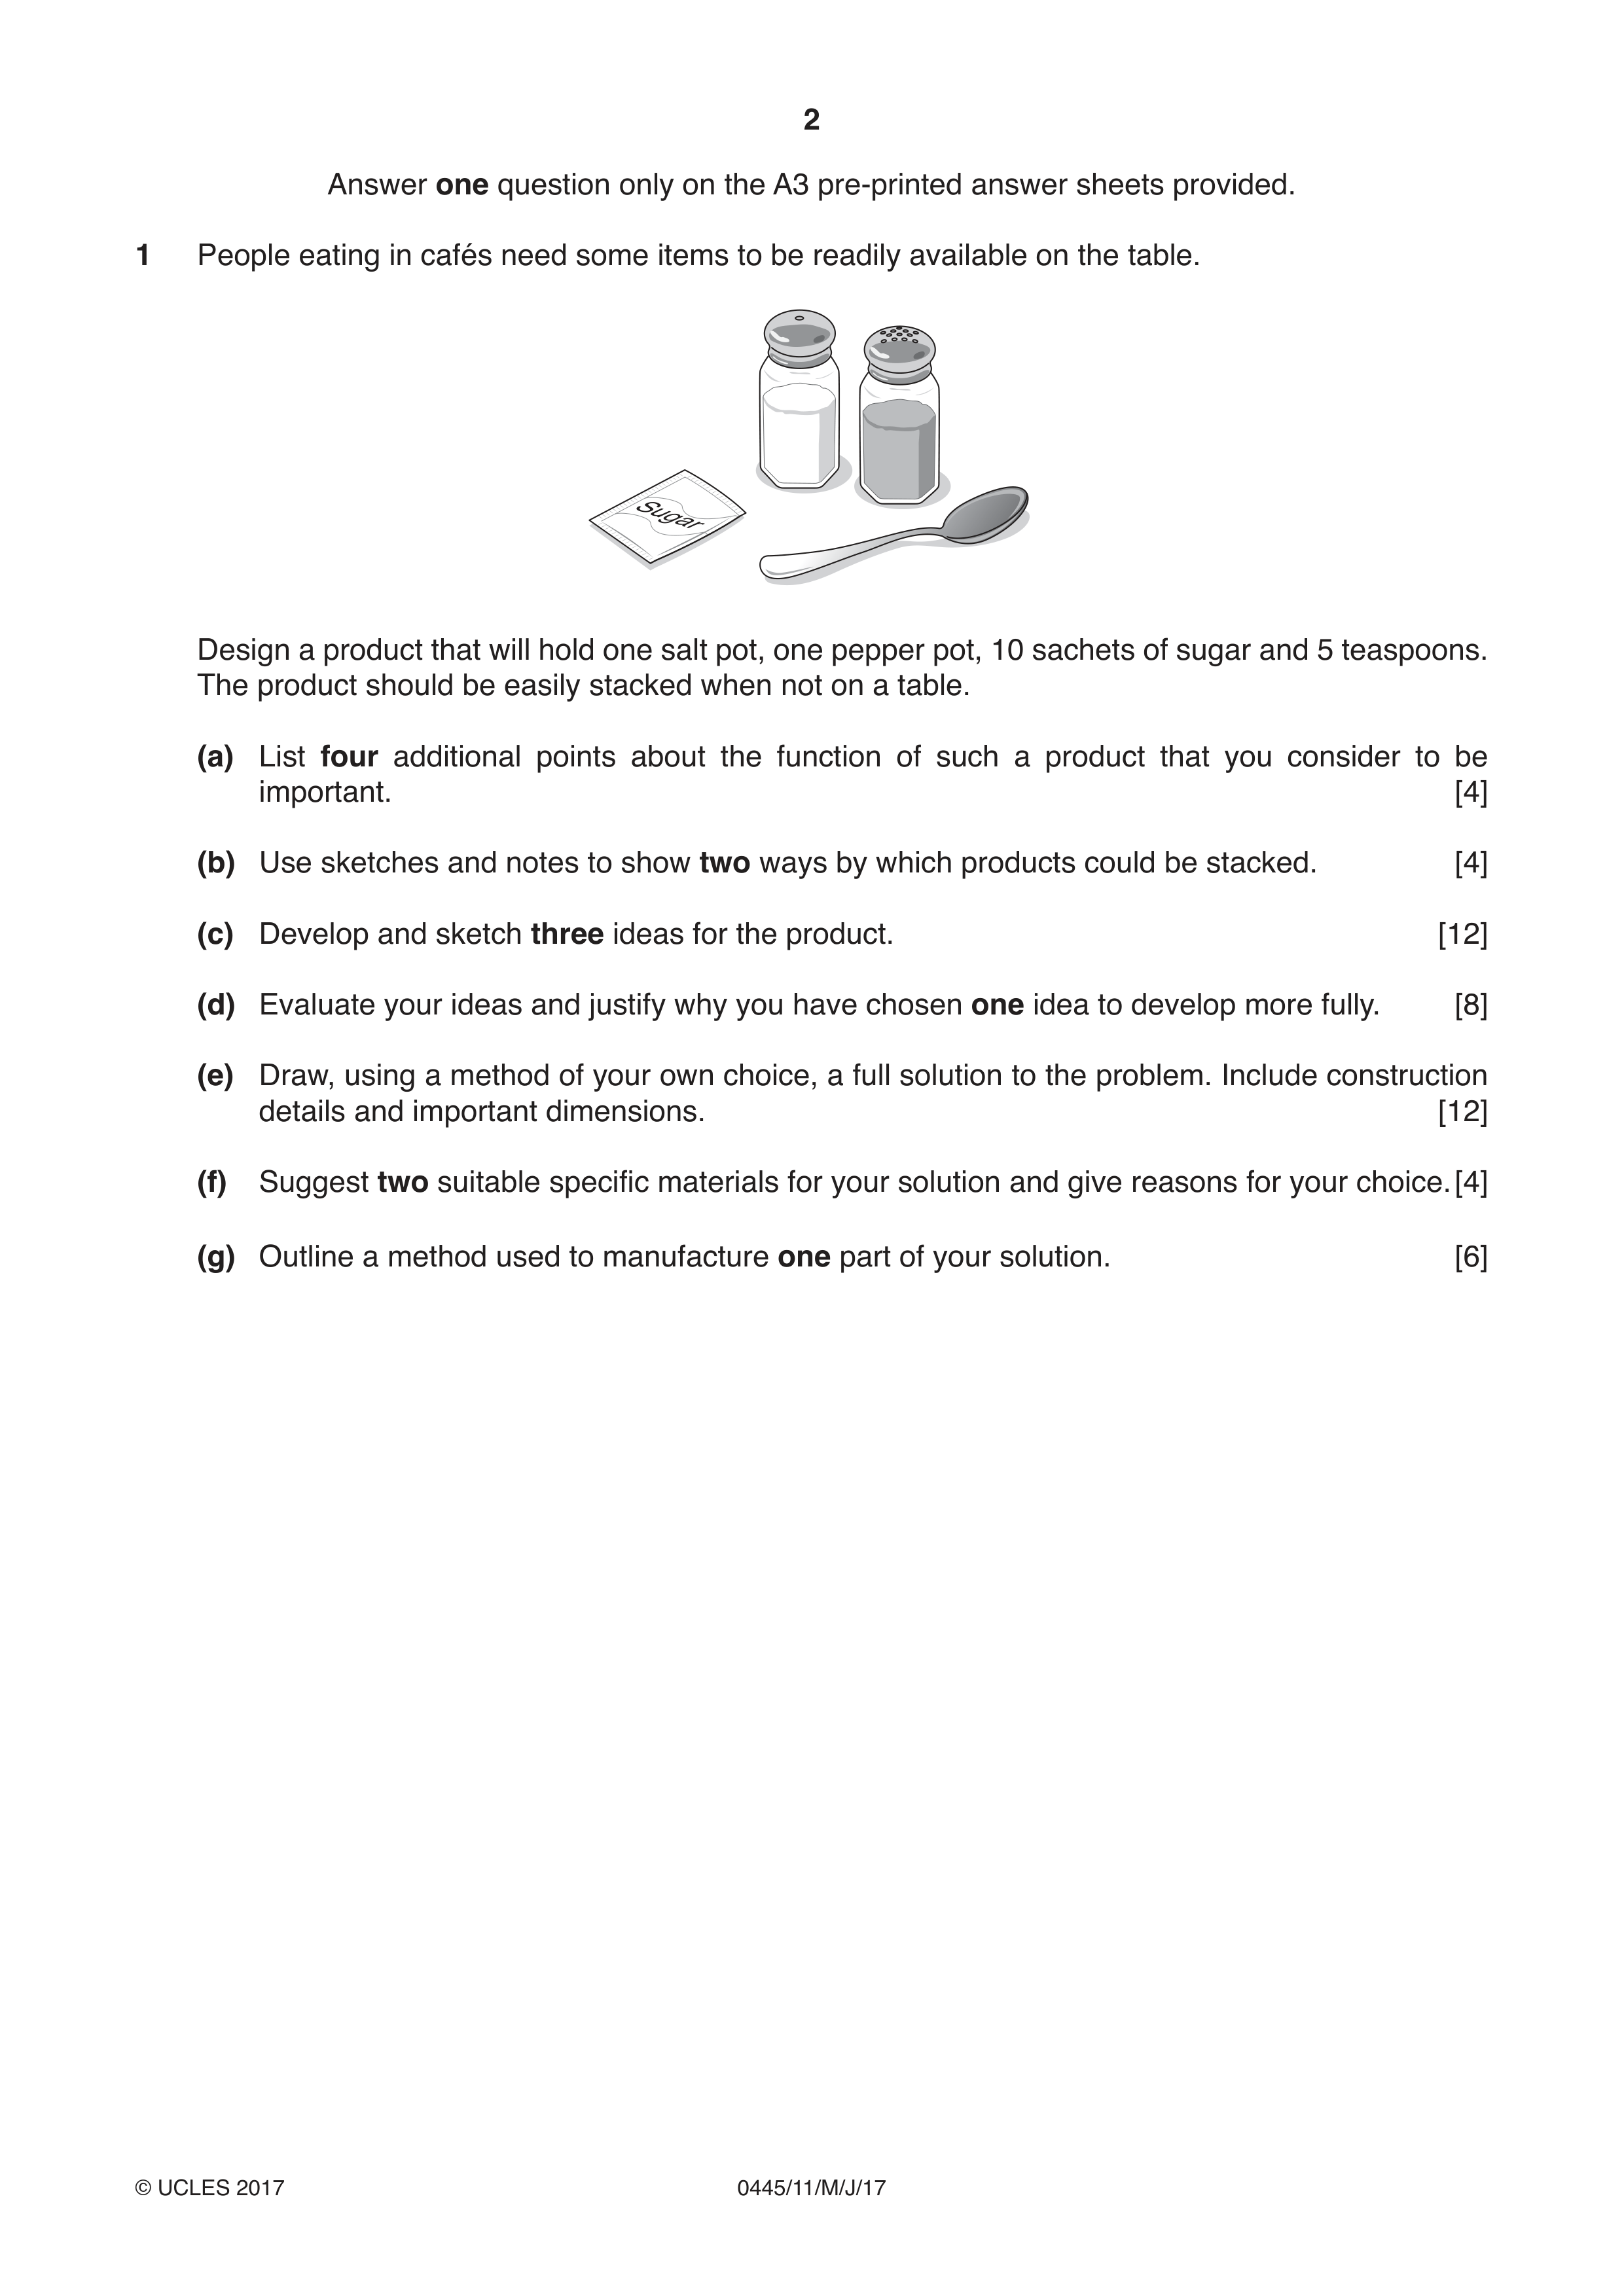 2
Answer one question only on the A3 pre-printed answer sheets provided.
1 People eating in cafés need some items to be readily available on the table.
Sugar
Design a product that will hold one salt pot, one pepper pot, 10 sachets of sugar and 5 teaspoons.
The product should be easily stacked when not on a table.
(a) List four additional points about the function of such a product that you consider to be
important. [4]
(b) Use sketches and notes to show two ways by which products could be stacked. [4]
(c) Develop and sketch three ideas for the product. [12]
(d) Evaluate your ideas and justify why you have chosen one idea to develop more fully. [8]
(e) Draw, using a method of your own choice, a full solution to the problem. Include construction
details and important dimensions. [12]
(f) Suggest two suitable specific materials for your solution and give reasons for your choice. [4]
(g) Outline a method used to manufacture one part of your solution. [6]
© UCLES 2017 0445/11/M/J/17